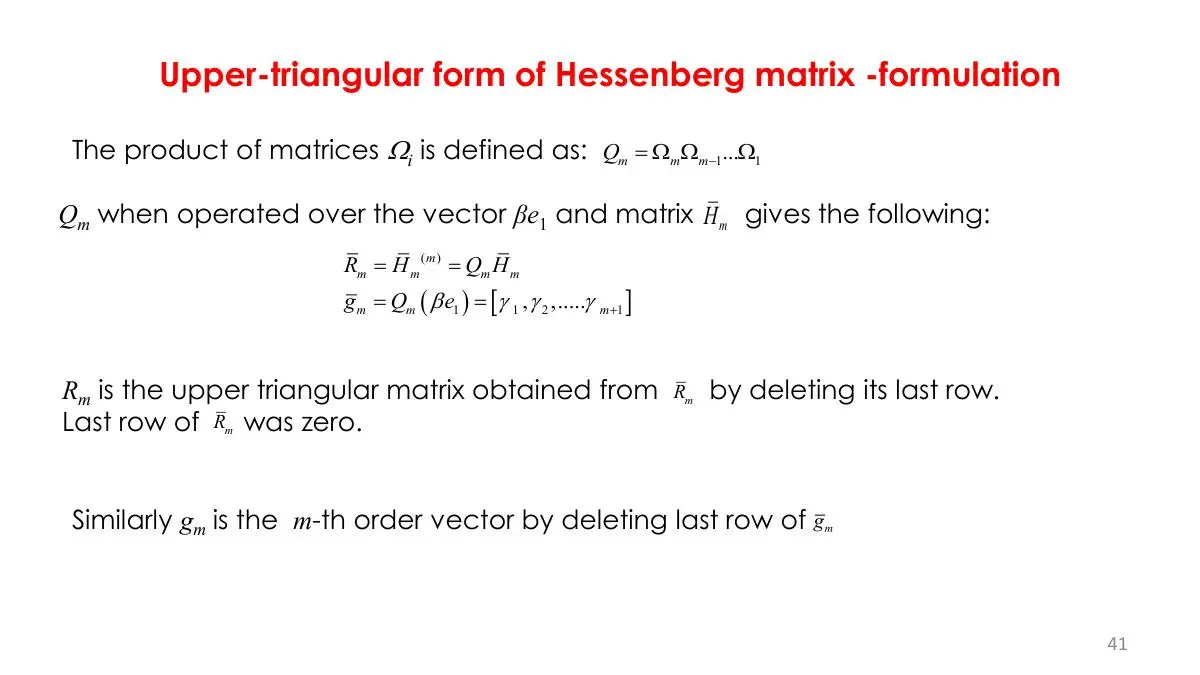 Upper-triangular form of Hessenberg matrix -formulation
The product of matrices Ωᵢ is defined as: Qₘ = ΩₘΩₘ₋₁...Ω₁
Qₘ when operated over the vector βe₁ and matrix H̄ₘ gives the following:
R̄ₘ = H̄ₘ⁽ᵐ⁾ = QₘH̄ₘ
ḡₘ = Qₘ(βe₁) = [γ₁,γ₂,.....γₘ₊₁]
Rₘ is the upper triangular matrix obtained from R̄ₘ by deleting its last row.
Last row of R̄ₘ was zero.
Similarly gₘ is the m-th order vector by deleting last row of ḡₘ
41